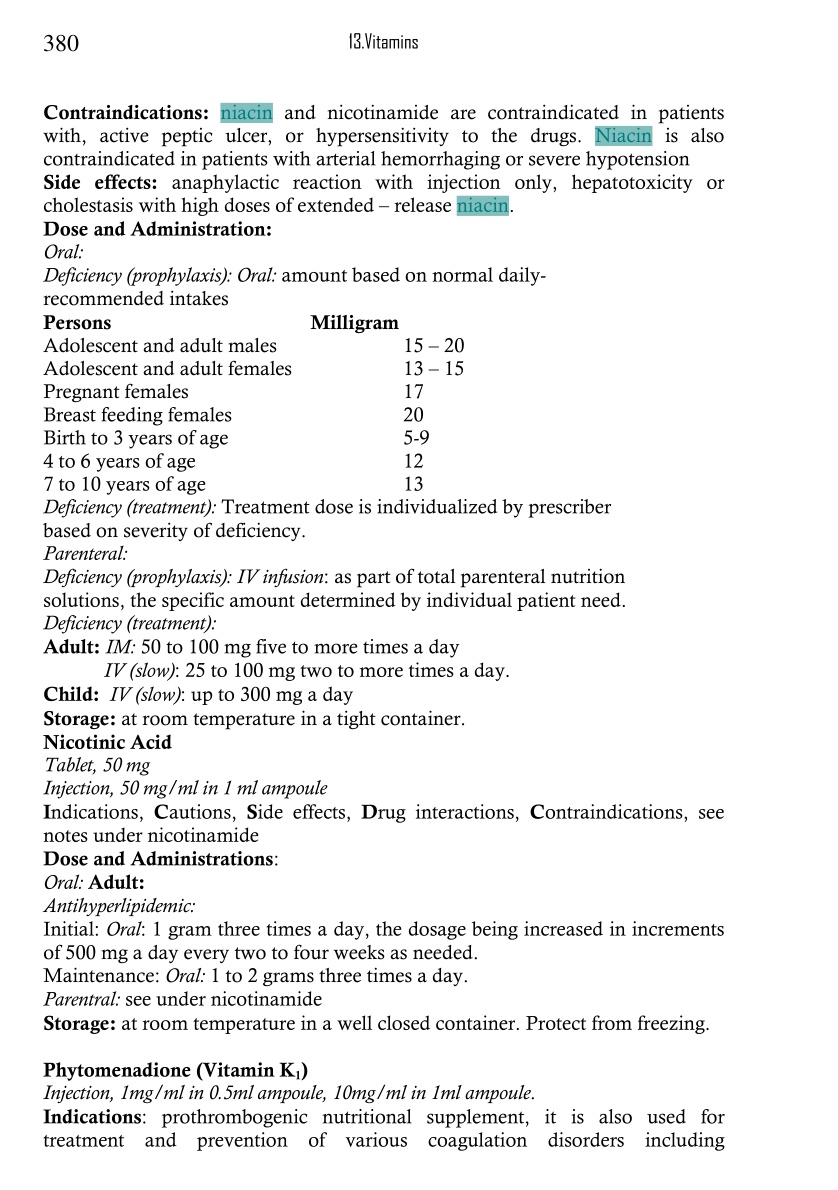 380
13.Vitamins
Contraindications: niacin and nicotinamide are contraindicated in patients
with, active peptic ulcer, or hypersensitivity to the drugs. Niacin is also
contraindicated in patients with arterial hemorrhaging or severe hypotension
Side effects: anaphylactic reaction with injection only, hepatotoxicity or
cholestasis with high doses of extended – release niacin.
Dose and Administration:
Oral:
Deficiency (prophylaxis): Oral: amount based on normal daily-
recommended intakes
Persons Milligram
Adolescent and adult males 15 – 20
Adolescent and adult females 13 – 15
Pregnant females 17
Breast feeding females 20
Birth to 3 years of age 5-9
4 to 6 years of age 12
7 to 10 years of age 13
Deficiency (treatment): Treatment dose is individualized by prescriber
based on severity of deficiency.
Parenteral:
Deficiency (prophylaxis): IV infusion: as part of total parenteral nutrition
solutions, the specific amount determined by individual patient need.
Deficiency (treatment):
Adult: IM: 50 to 100 mg five to more times a day
IV (slow): 25 to 100 mg two to more times a day.
Child: IV (slow): up to 300 mg a day
Storage: at room temperature in a tight container.
Nicotinic Acid
Tablet, 50 mg
Injection, 50 mg/ml in 1 ml ampoule
Indications, Cautions, Side effects, Drug interactions, Contraindications, see
notes under nicotinamide
Dose and Administrations:
Oral: Adult:
Antihyperlipidemic:
Initial: Oral: 1 gram three times a day, the dosage being increased in increments
of 500 mg a day every two to four weeks as needed.
Maintenance: Oral: 1 to 2 grams three times a day.
Parentral: see under nicotinamide
Storage: at room temperature in a well closed container. Protect from freezing.
Phytomenadione (Vitamin K₁)
Injection, 1mg/ml in 0.5ml ampoule, 10mg/ml in 1ml ampoule.
Indications: prothrombogenic nutritional supplement, it is also used for
treatment and prevention of various coagulation disorders including